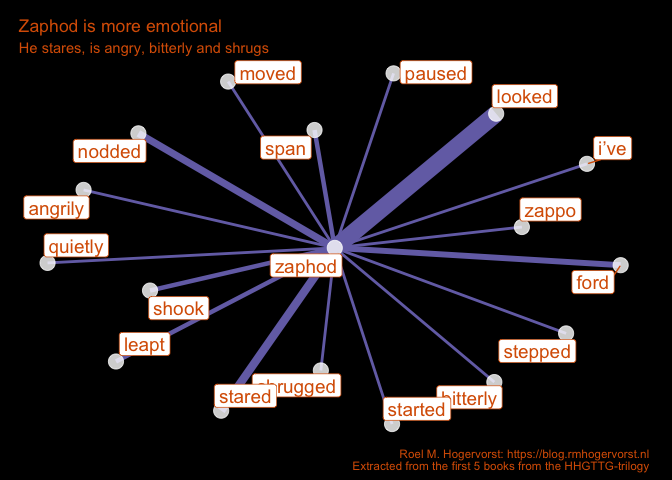 Zaphod is more emotional
He stares, is angry, bitterly and shrugs
moved
paused
looked
nodded
span
i've
angrily
zappo
quietly
zaphod
ford
shook
leapt
stepped
shrugged
stared
bitterly
started
Roel M. Hogervorst: https://blog.rmhogervorst.nl
Extracted from the first 5 books from the HHGTTG-trilogy